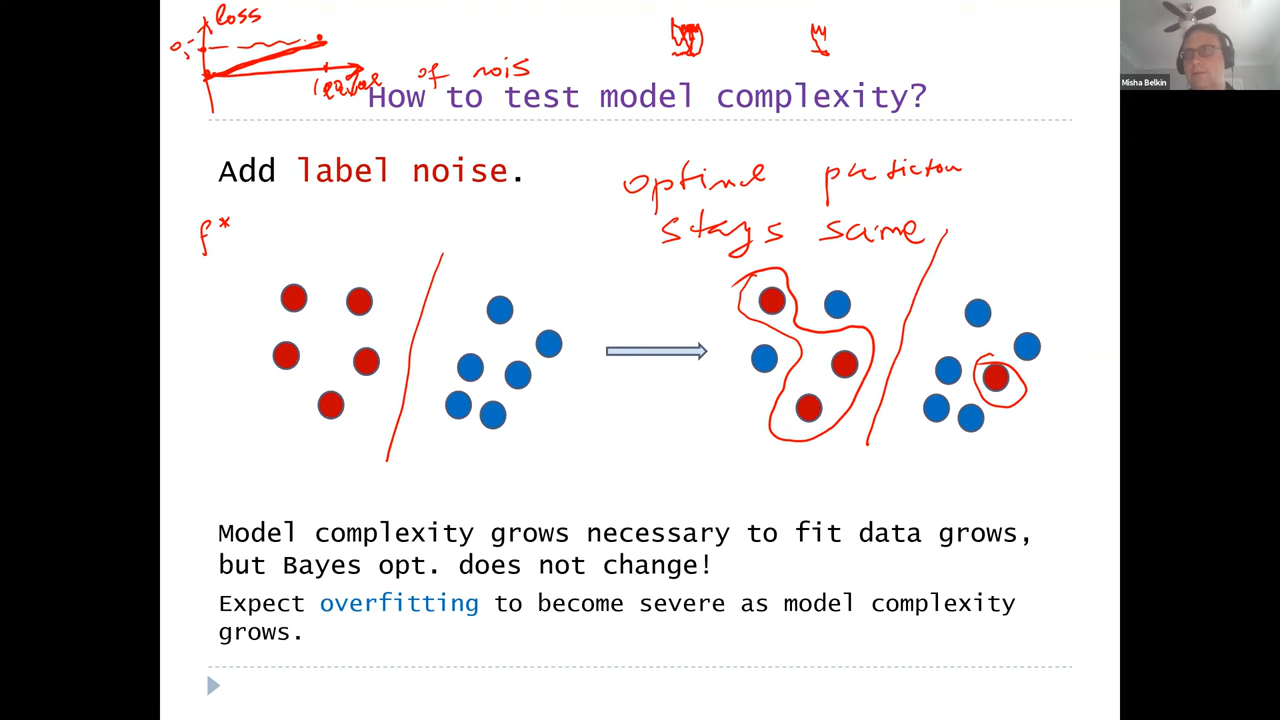 loss
of nois
Misha Belkin
How to test model complexity?
Add label noise.
optimal
stays same
f*
Model complexity grows necessary to fit data grows,
but Bayes opt. does not change!
Expect overfitting to become severe as model complexity
grows.